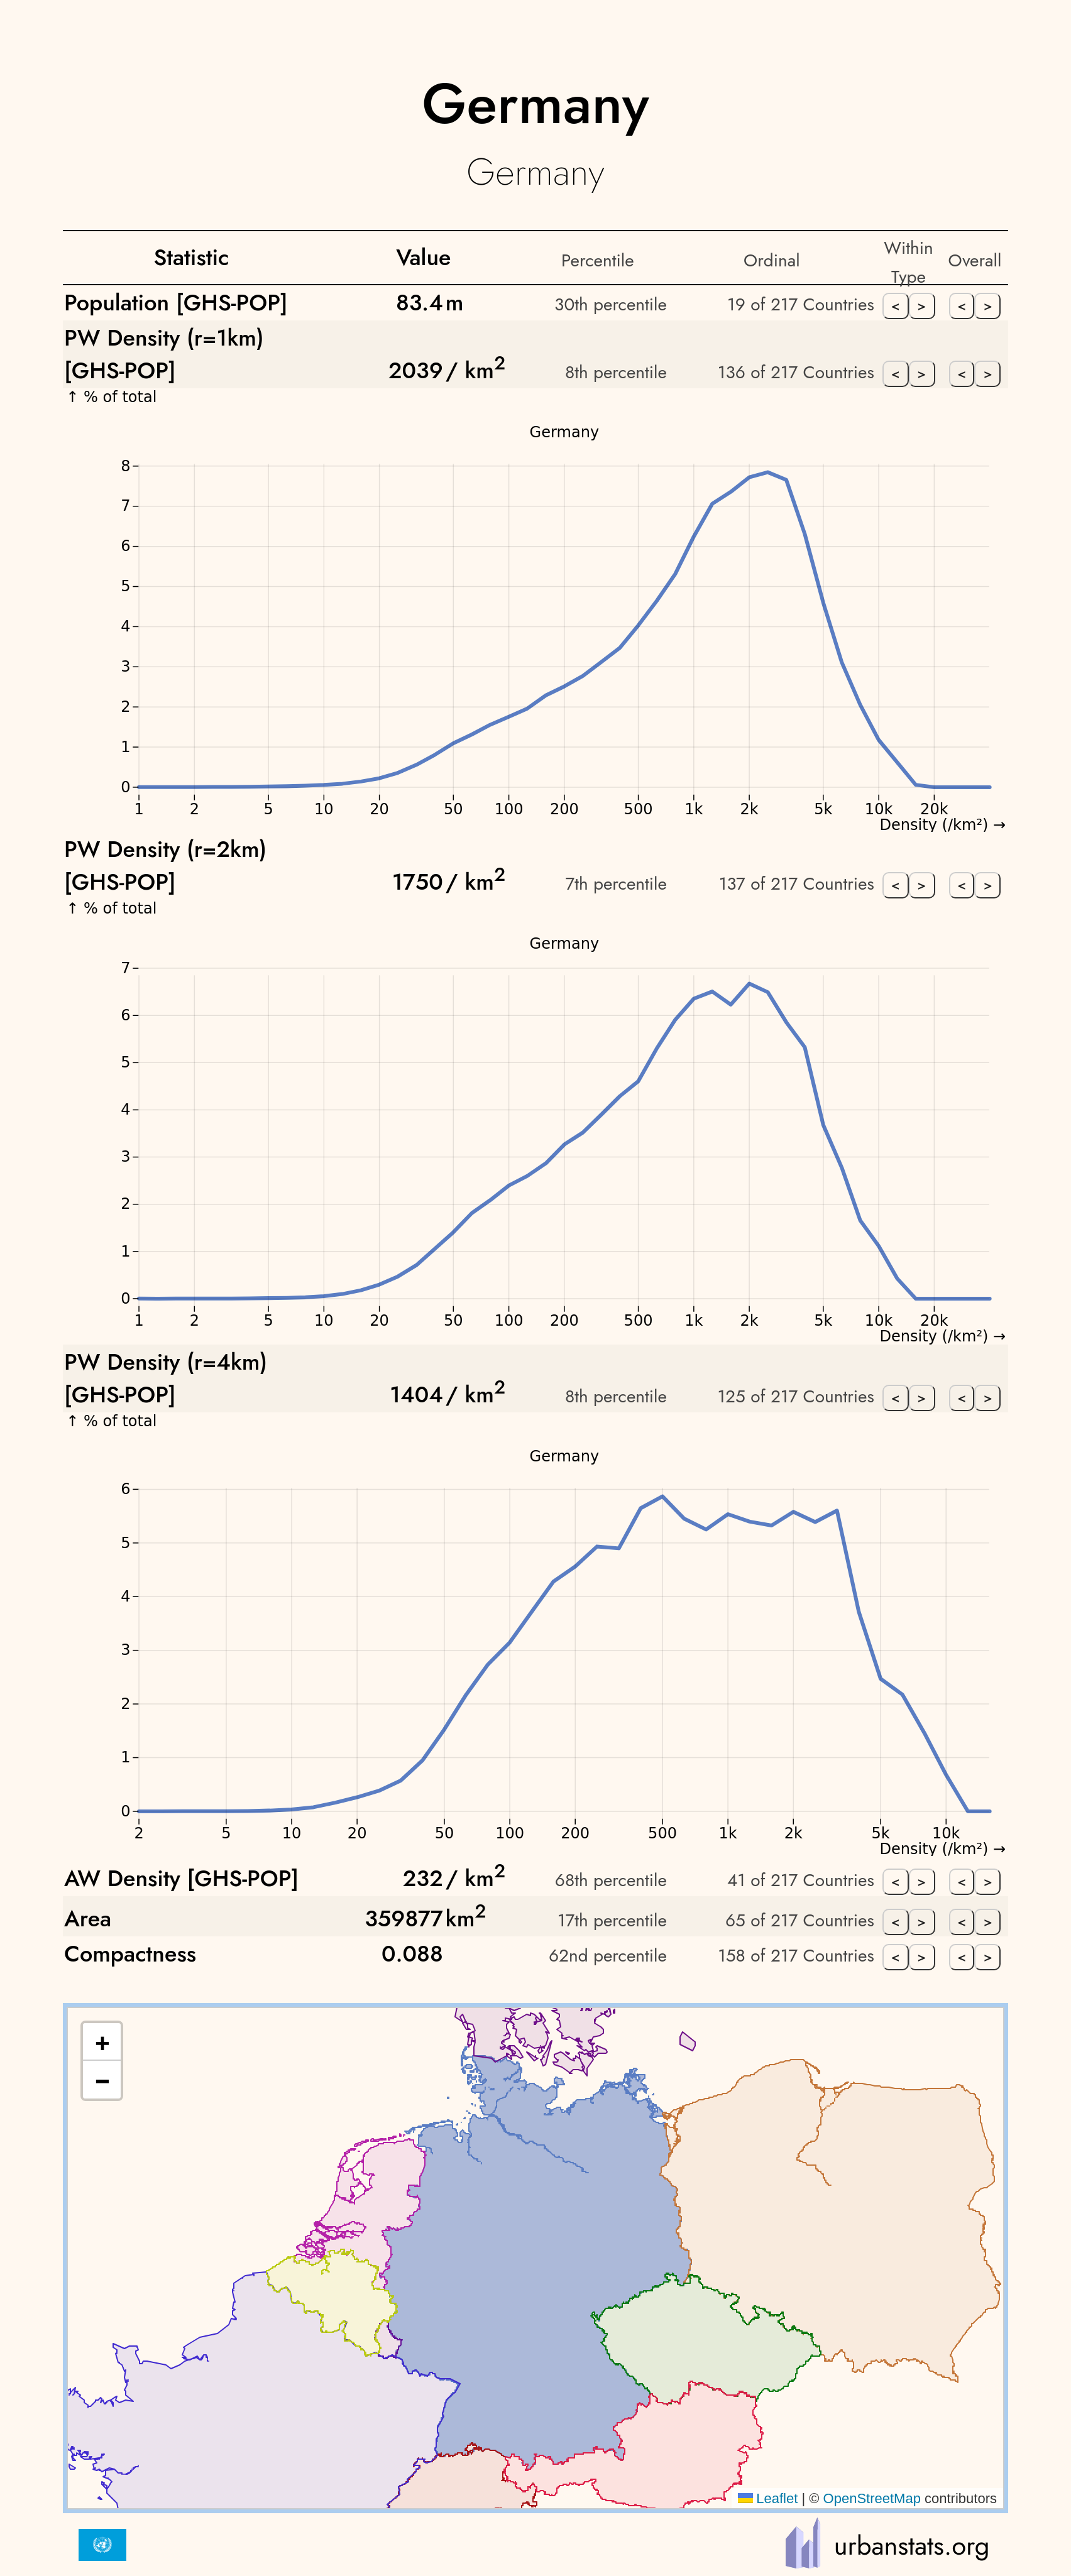 Germany
Germany
Statistic Value Percentile Ordinal Within Type Overall
Population [GHS-POP] 83.4m 30th percentile 19 of 217 Countries < > < >
PW Density (r=1km)
[GHS-POP] 2039/ km² 8th percentile 136 of 217 Countries < > < >
↑ % of total
Germany
8
7
6
5
4
3
2
1
0
1 2 5 10 20 50 100 200 500 1k 2k 5k 10k 20k
Density (/km²) →
PW Density (r=2km)
[GHS-POP] 1750/ km² 7th percentile 137 of 217 Countries < > < >
↑ % of total
Germany
7
6
5
4
3
2
1
0
1 2 5 10 20 50 100 200 500 1k 2k 5k 10k 20k
Density (/km²) →
PW Density (r=4km)
[GHS-POP] 1404/ km² 8th percentile 125 of 217 Countries < > < >
↑ % of total
Germany
6
5
4
3
2
1
0
2 5 10 20 50 100 200 500 1k 2k 5k 10k
Density (/km²) →
AW Density [GHS-POP] 232/ km² 68th percentile 41 of 217 Countries < > < >
Area 359877km² 17th percentile 65 of 217 Countries < > < >
Compactness 0.088 62nd percentile 158 of 217 Countries < > < >
+
−
Leaflet | © OpenStreetMap contributors
urbanstats.org